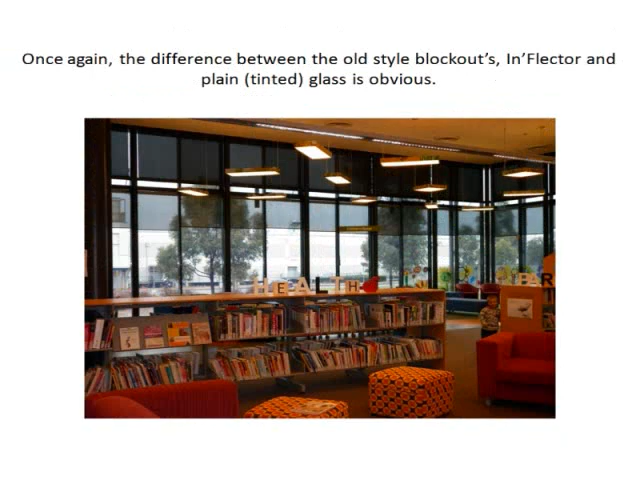 Once again, the difference between the old style blockout's, In'Flector and
plain (tinted) glass is obvious.
HEALTH